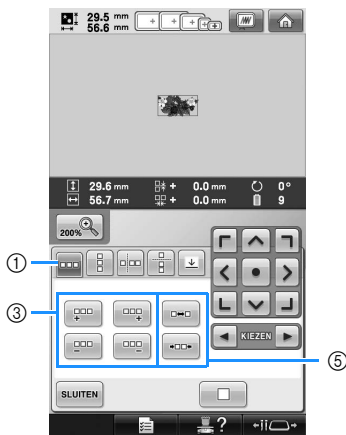 29.5 mm
56.6 mm
29.6 mm + 0.0 mm 0°
56.7 mm + 0.0 mm 9
200%
①
③
KIEZEN
⑤
SLUITEN
?